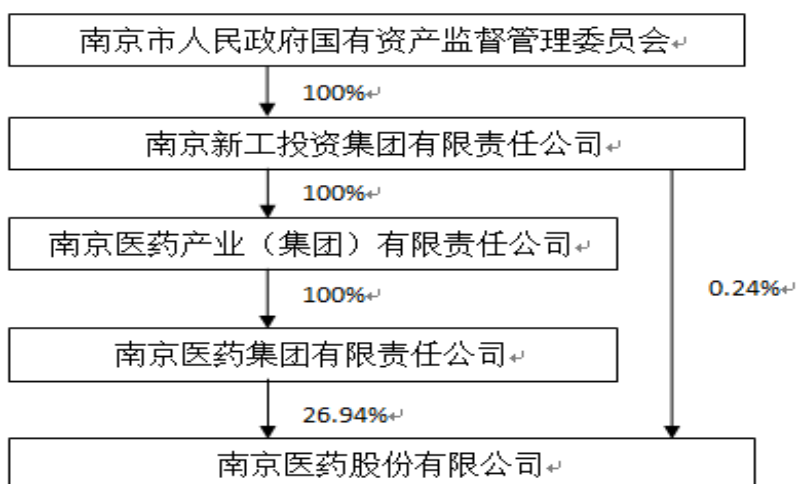 南京市人民政府国有资产监督管理委员会
100%
南京新工投资集团有限责任公司
100%
南京医药产业（集团）有限责任公司
0.24%
100%
南京医药集团有限责任公司
26.94%
南京医药股份有限公司